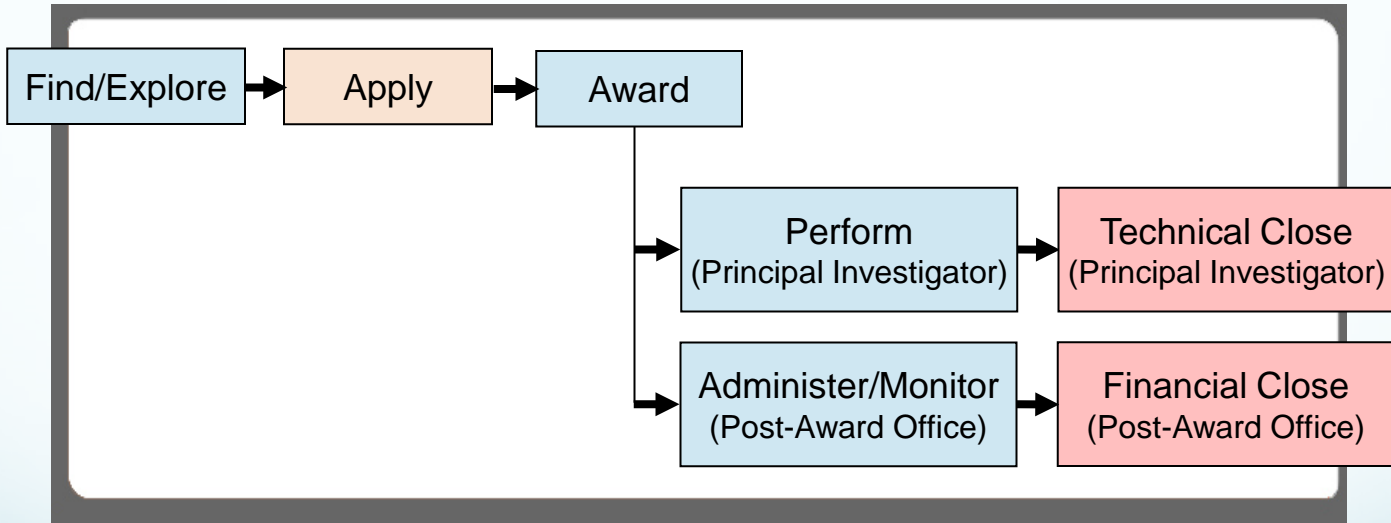 Find/Explore
Apply
Award
Perform
(Principal Investigator)
Technical Close
(Principal Investigator)
Administer/Monitor
(Post-Award Office)
Financial Close
(Post-Award Office)